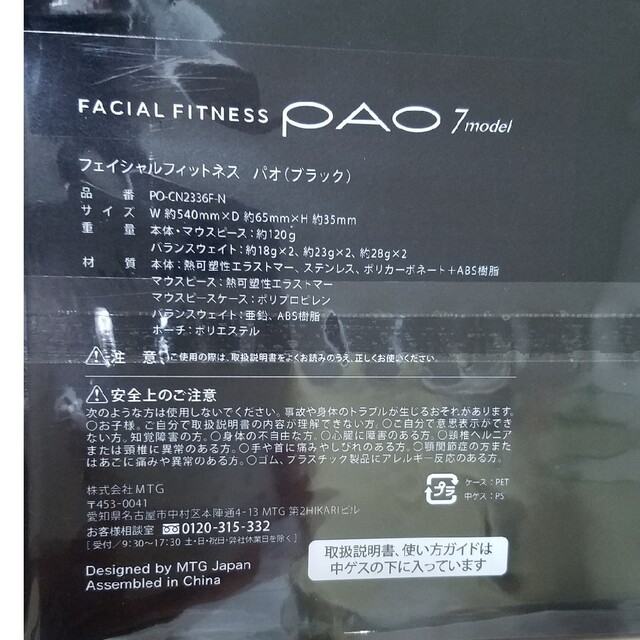 FACIAL FITNESS PAO 7 model
フェイシャルフィットネス パオ(ブラック)
品 番 PO-CN2336F-N
サ イ ズ W 約540mm×D 約65mm×H 約35mm
重 量 本体・マウスピース:約120g
バランスウェイト:約18g×2、約23g×2、約28g×2
材 質 本体:熱可塑性エラストマー、ステンレス、ポリカーボネート+ABS樹脂
マウスピース:熱可塑性エラストマー
マウスピースケース:ポリプロピレン
バランスウェイト:亜鉛、ABS樹脂
ポーチ:ポリエステル
注 意 ご使用の際は、取扱説明書をよくお読みのうえ、正しくお使いください。
安全上のご注意
次のような方は使用しないでください。事故や身体のトラブルが生じるおそれがあります。
○お子様。ご自分で取扱説明書の内容が理解できない方。○ご自分で意思表示ができ
ない方。知覚障害の方。○身体の不自由な方。○心臓に障害のある方。○頸椎ヘルニア
または頸椎に異常のある方。○手や首に痛みやしびれのある方。○顎関節症の方また
はあごに痛みや異常のある方。○ゴム、プラスチック製品にアレルギー反応のある方。
株式会社MTG
〒453-0041
愛知県名古屋市中村区本陣通4-13 MTG 第2HIKARIビル
お客様相談室 0120-315-332
[ 受付/9:30~17:30 土・日・祝日・弊社休業日を除く ]
プラ
ケース:PET
中ゲス:PS
取扱説明書、使い方ガイドは
中ゲスの下に入っています
Designed by MTG Japan
Assembled in China